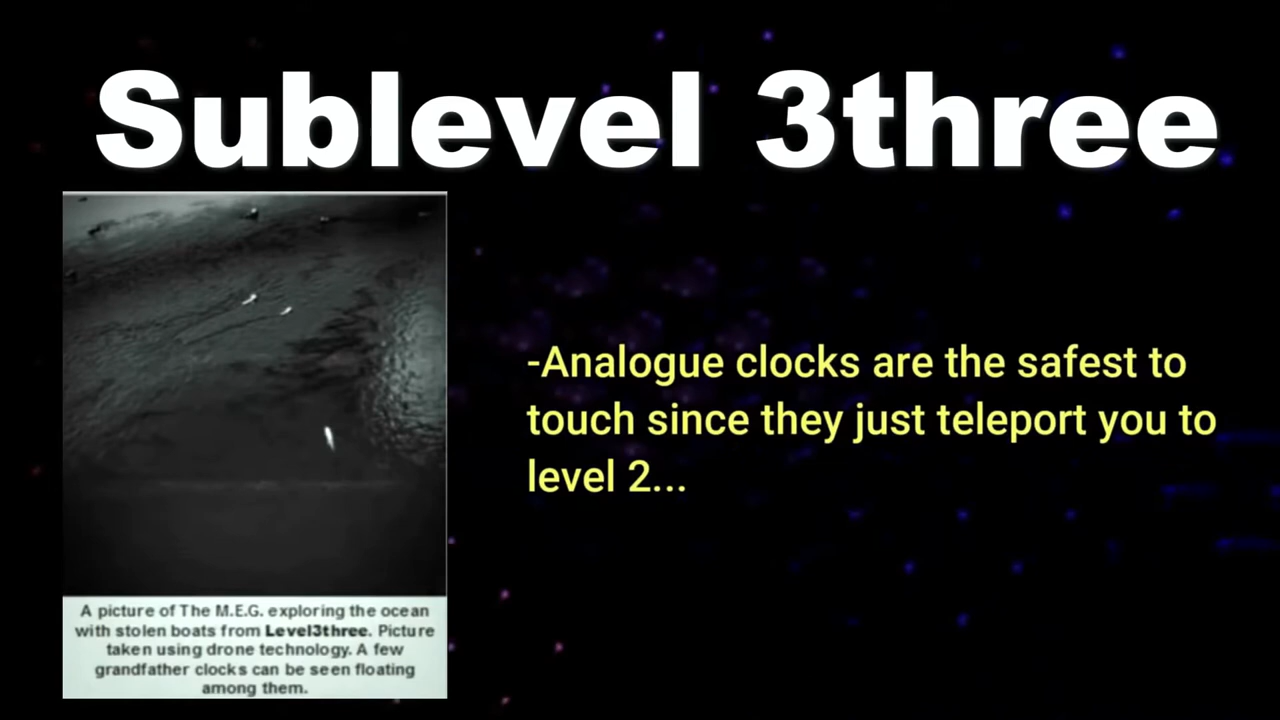 Sublevel 3three
-Analogue clocks are the safest to
touch since they just teleport you to
level 2...
A picture of The M.E.G. exploring the ocean
with stolen boats from Level3three. Picture
taken using drone technology. A few
grandfather clocks can be seen floating
among them.